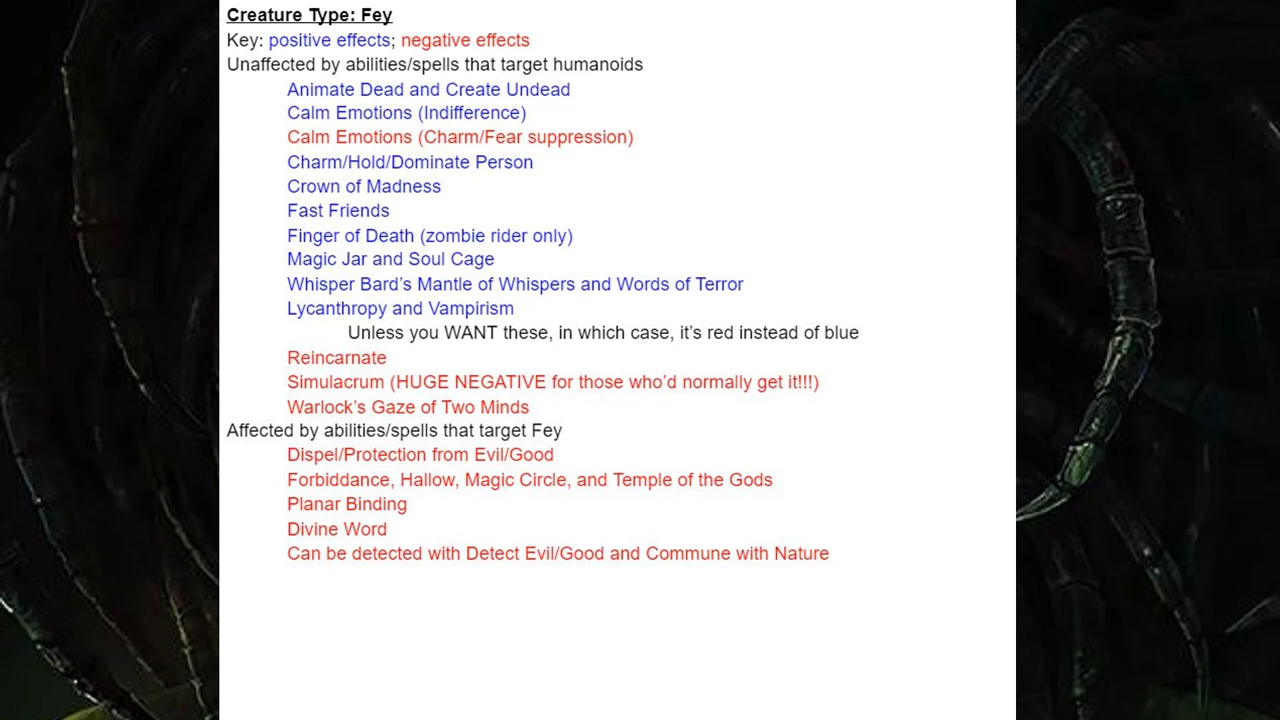 Creature Type: Fey
Key: positive effects; negative effects
Unaffected by abilities/spells that target humanoids
Animate Dead and Create Undead
Calm Emotions (Indifference)
Calm Emotions (Charm/Fear suppression)
Charm/Hold/Dominate Person
Crown of Madness
Fast Friends
Finger of Death (zombie rider only)
Magic Jar and Soul Cage
Whisper Bard’s Mantle of Whispers and Words of Terror
Lycanthropy and Vampirism
Unless you WANT these, in which case, it’s red instead of blue
Reincarnate
Simulacrum (HUGE NEGATIVE for those who’d normally get it!!!)
Warlock’s Gaze of Two Minds
Affected by abilities/spells that target Fey
Dispel/Protection from Evil/Good
Forbiddance, Hallow, Magic Circle, and Temple of the Gods
Planar Binding
Divine Word
Can be detected with Detect Evil/Good and Commune with Nature